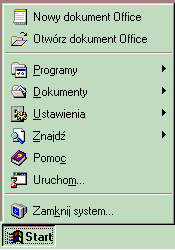 Nowy dokument Office
Otwórz dokument Office
Programy
Dokumenty
Ustawienia
Znajdź
Pomoc
Uruchom...
Zamknij system...
Start